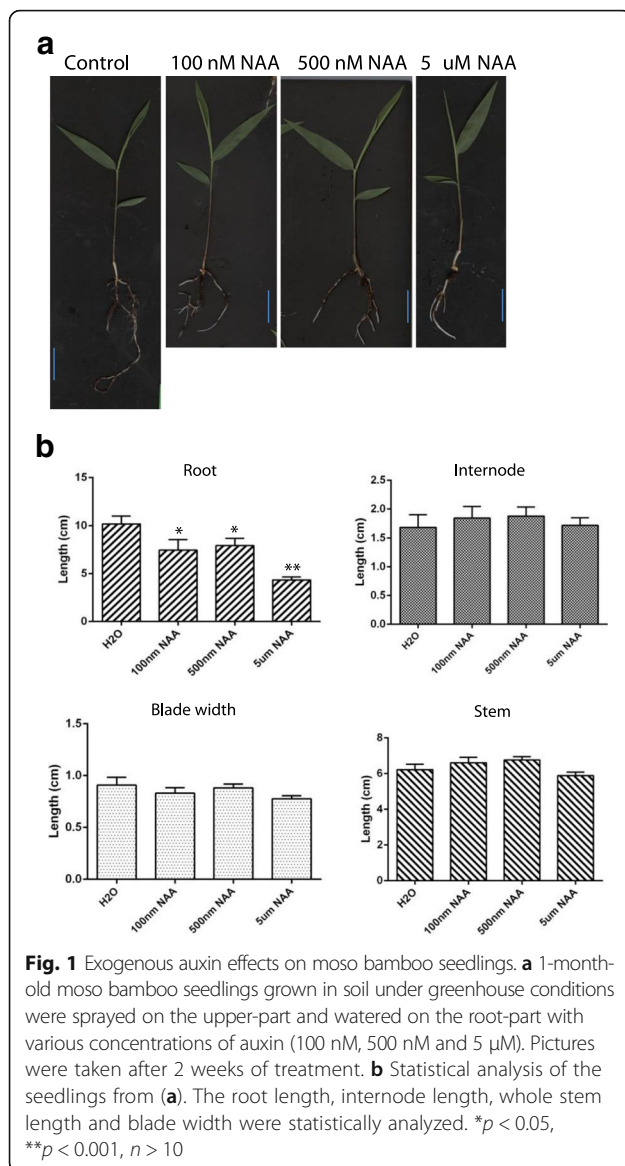 a
Control 100 nM NAA 500 nM NAA 5 uM NAA
b
Root
Length (cm)
15
10
5
0
*
*
**
H2O
100nm NAA
500nm NAA
5um NAA
Internode
Length (cm)
2.5
2.0
1.5
1.0
0.5
0.0
H2O
100nm NAA
500nm NAA
5um NAA
Blade width
Length (cm)
1.5
1.0
0.5
0.0
H2O
100nm NAA
500nm NAA
5um NAA
Stem
Length (cm)
8
6
4
2
0
H2O
100nm NAA
500nm NAA
5um NAA
Fig. 1 Exogenous auxin effects on moso bamboo seedlings. a 1-month-
old moso bamboo seedlings grown in soil under greenhouse conditions
were sprayed on the upper-part and watered on the root-part with
various concentrations of auxin (100 nM, 500 nM and 5 μM). Pictures
were taken after 2 weeks of treatment. b Statistical analysis of the
seedlings from (a). The root length, internode length, whole stem
length and blade width were statistically analyzed. *p < 0.05,
**p < 0.001, n > 10